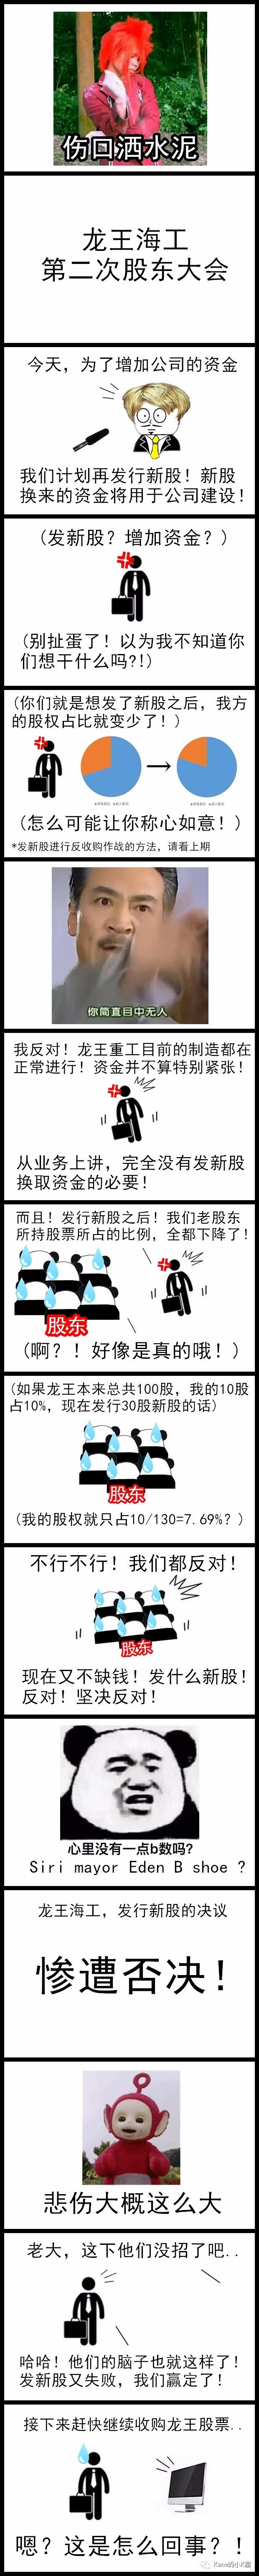 伤口洒水泥
龙王海工
第二次股东大会
今天，为了增加公司的资金
我们计划再发行新股！新股
换来的资金将用于公司建设！
(发新股？增加资金？)
(别扯蛋了！以为我不知道你
们想干什么吗?!)
(你们就是想发了新股之后，我方
的股权占比就变少了！)
(怎么可能让你称心如意！)
*发新股进行反收购作战的方法，请看上期
你简直目中无人
我反对！龙王重工目前的制造都在
正常进行！资金并不算特别紧张！
从业务上讲，完全没有发新股
换取资金的必要！
而且！发行新股之后！我们老股东
所持股票所占的比例，全都下降了！
股东
(啊？！好像是真的哦！)
(如果龙王本来总共100股，我的10股
占10%，现在发行30股新股的话)
股东
(我的股权就只占10/130=7.69%？)
不行不行！我们都反对！
股东
现在又不缺钱！发什么新股！
反对！坚决反对！
心里没有一点b数吗?
Siri mayor Eden B shoe ?
龙王海工，发行新股的决议
惨遭否决！
悲伤大概这么大
老大，这下他们没招了吧..
哈哈！他们的脑子也就这样了！
发新股又失败，我们赢定了！
接下来赶快继续收购龙王股票..
嗯？这是怎么回事？！